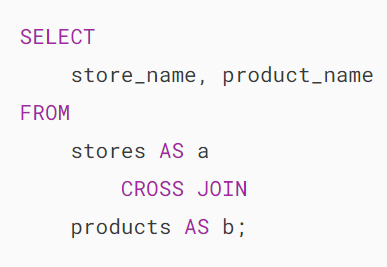 SELECT
store_name, product_name
FROM
stores AS a
CROSS JOIN
products AS b;